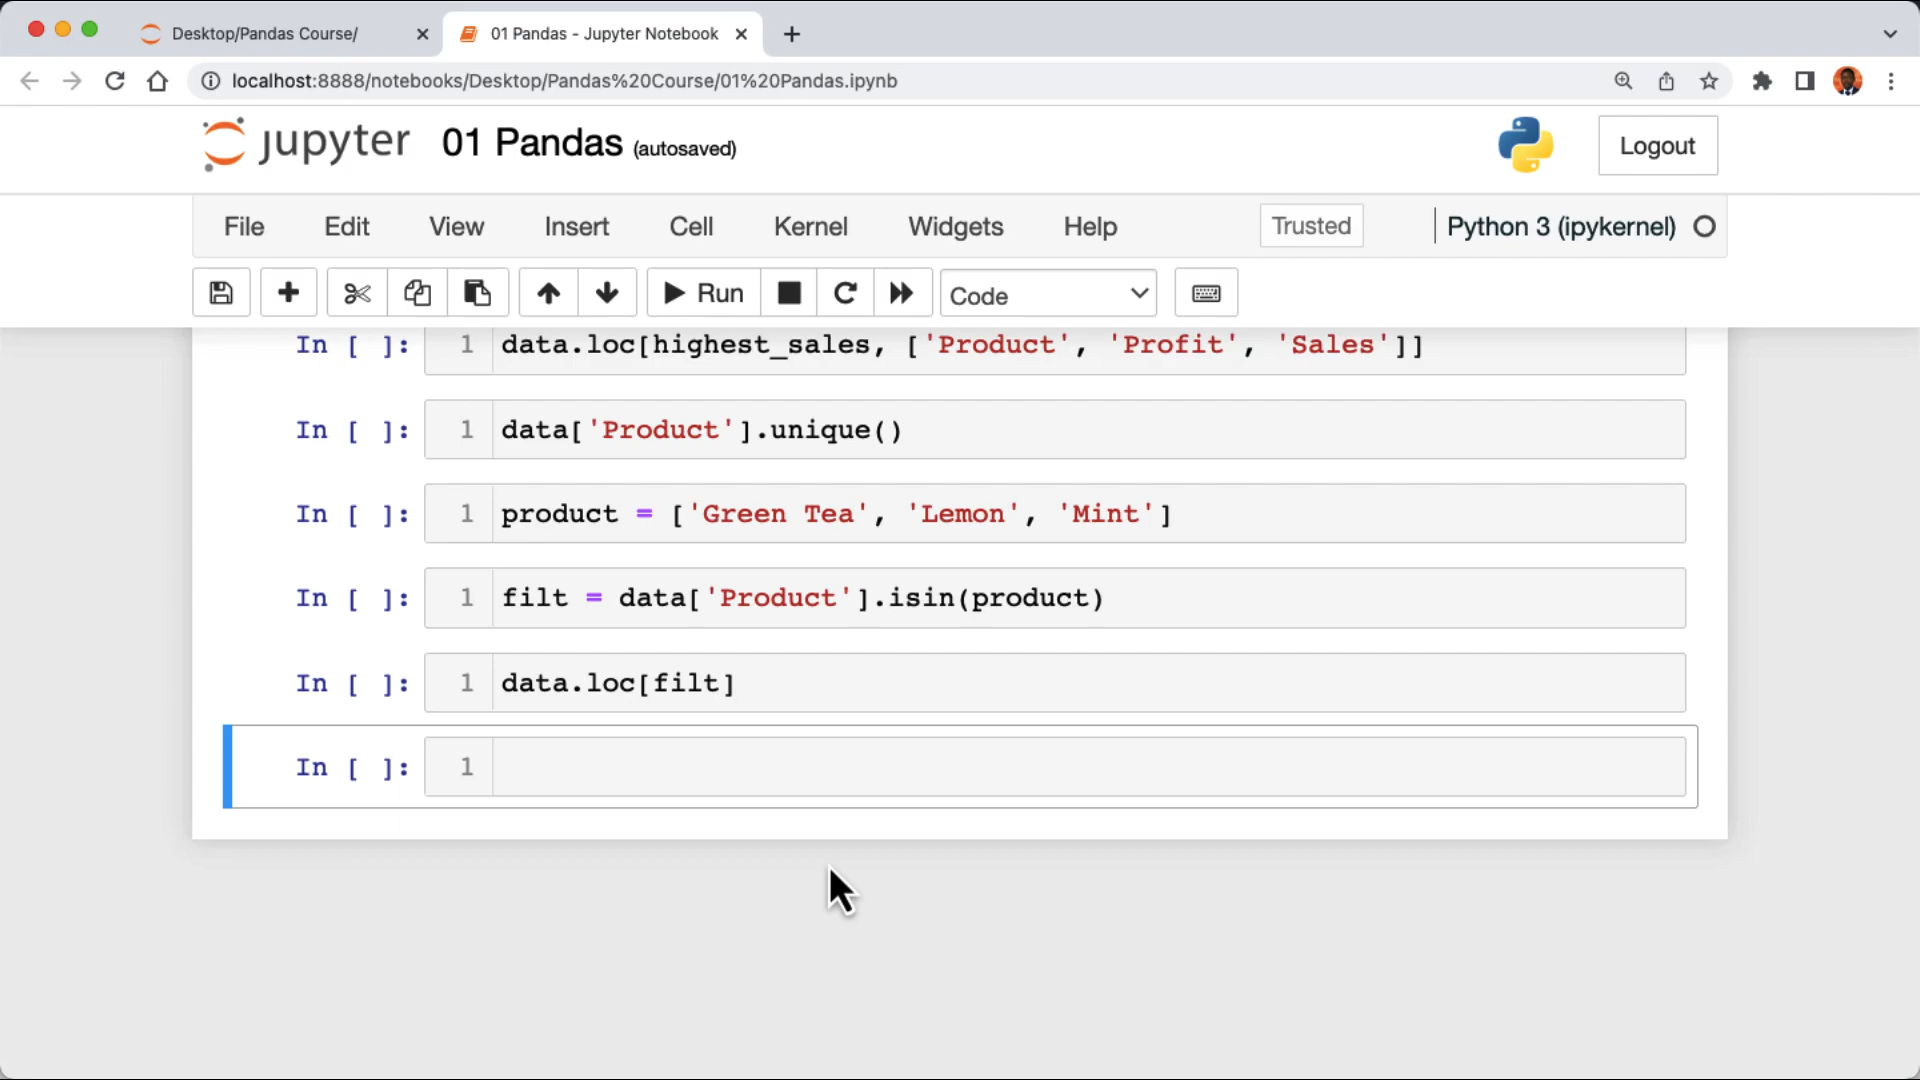 Desktop/Pandas Course/
01 Pandas - Jupyter Notebook
localhost:8888/notebooks/Desktop/Pandas%20Course/01%20Pandas.ipynb
jupyter 01 Pandas (autosaved)
Logout
File Edit View Insert Cell Kernel Widgets Help Trusted Python 3 (ipykernel)
Run Code
In [ ]: 1 data.loc[highest_sales, ['Product', 'Profit', 'Sales']]
In [ ]: 1 data['Product'].unique()
In [ ]: 1 product = ['Green Tea', 'Lemon', 'Mint']
In [ ]: 1 filt = data['Product'].isin(product)
In [ ]: 1 data.loc[filt]
In [ ]: 1